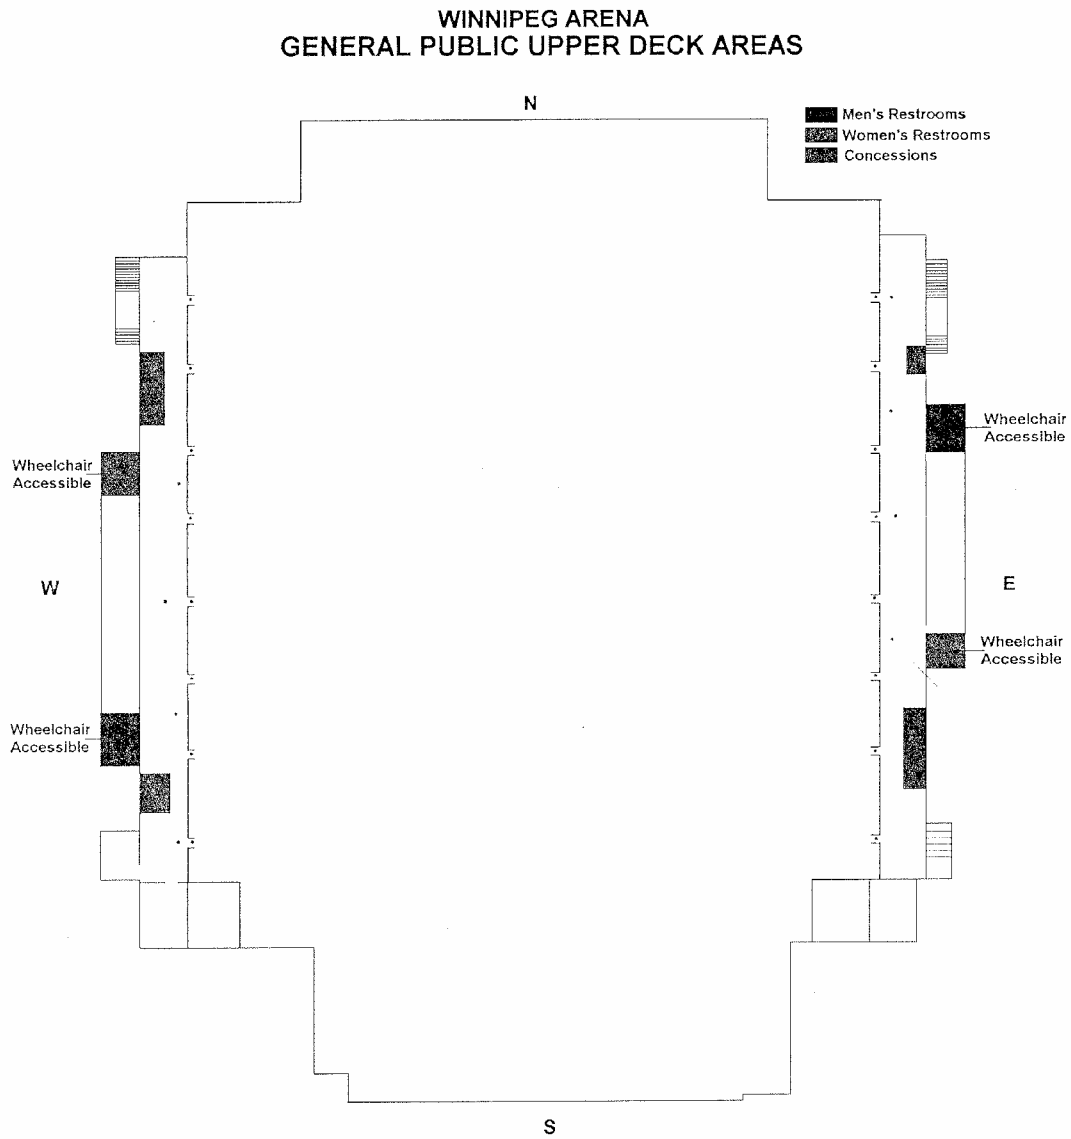 WINNIPEG ARENA
GENERAL PUBLIC UPPER DECK AREAS
N
Men's Restrooms
Women's Restrooms
Concessions
Wheelchair
Accessible
Wheelchair
Accessible
W
E
Wheelchair
Accessible
Wheelchair
Accessible
S